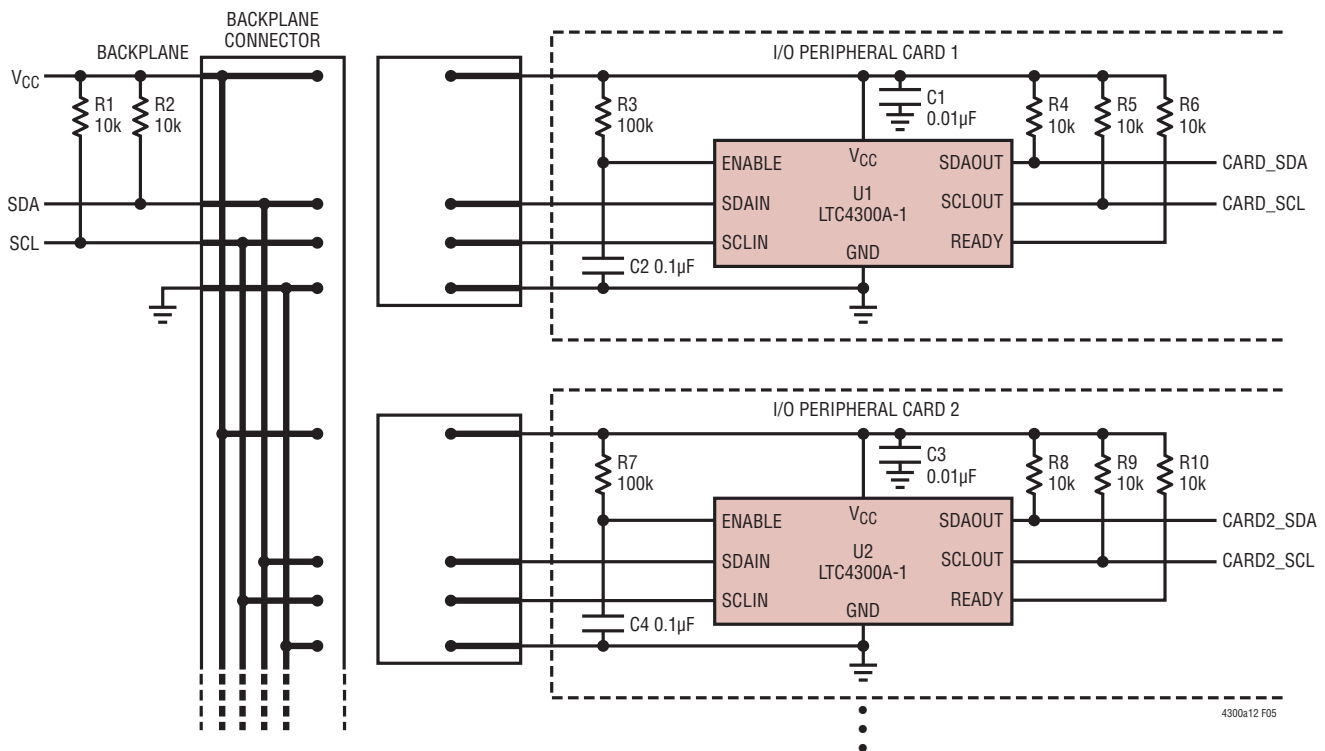 BACKPLANE
CONNECTOR
BACKPLANE
VCC
R1
10k
R2
10k
SDA
SCL
I/O PERIPHERAL CARD 1
R3
100k
C1
0.01µF
R4
10k
R5
10k
R6
10k
ENABLE
VCC
SDAOUT
CARD_SDA
U1
LTC4300A-1
SDAIN
SCLOUT
CARD_SCL
SCLIN
READY
GND
C2 0.1µF
I/O PERIPHERAL CARD 2
R7
100k
C3
0.01µF
R8
10k
R9
10k
R10
10k
ENABLE
VCC
SDAOUT
CARD2_SDA
U2
LTC4300A-1
SDAIN
SCLOUT
CARD2_SCL
SCLIN
READY
GND
C4 0.1µF
4300a12 F05